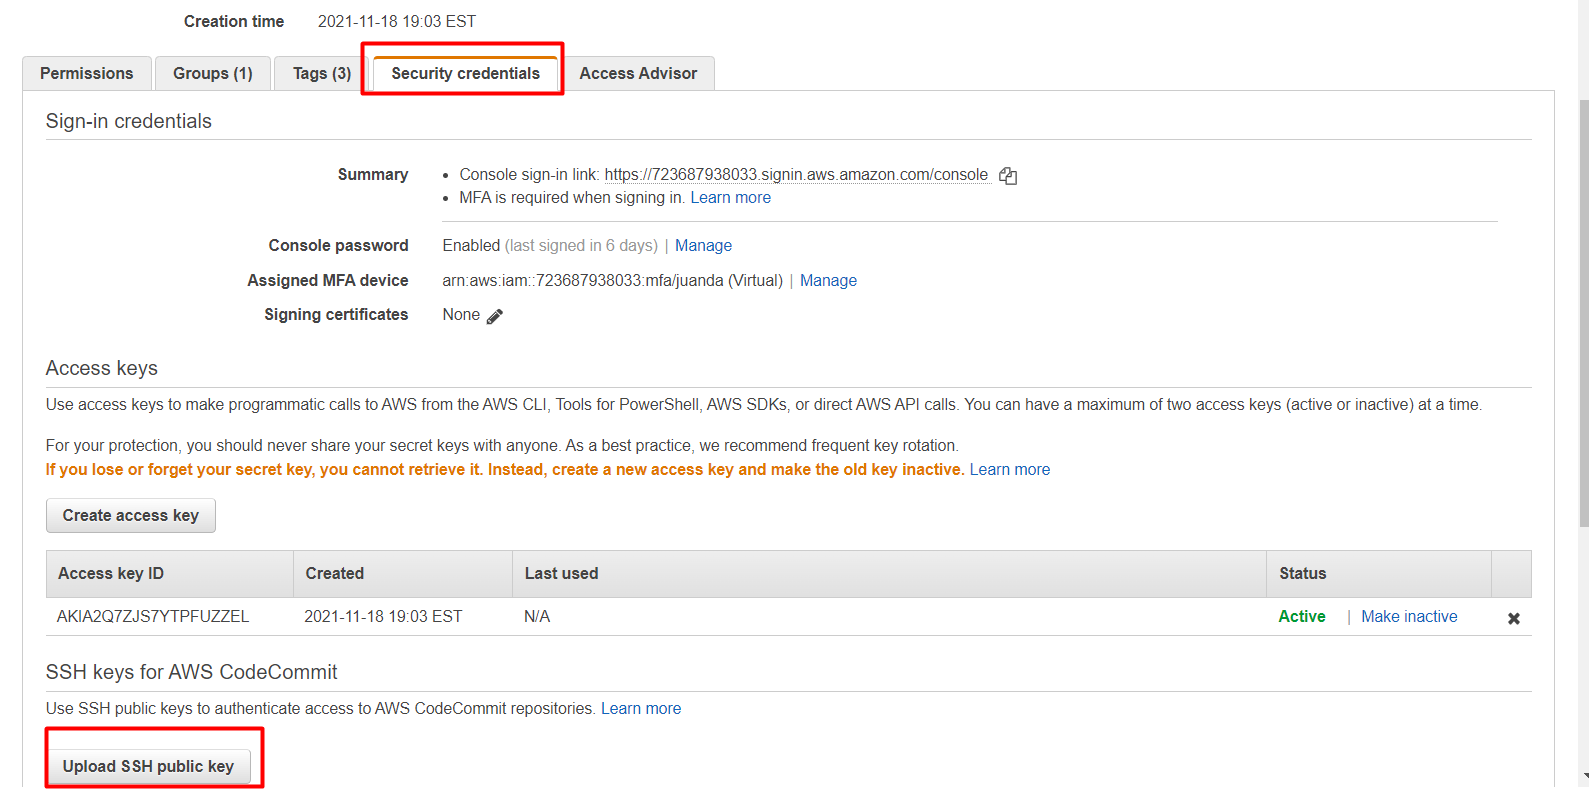 Creation time 2021-11-18 19:03 EST
Permissions Groups (1) Tags (3) Security credentials Access Advisor
Sign-in credentials
Summary • Console sign-in link: https://723687938033.signin.aws.amazon.com/console
• MFA is required when signing in. Learn more
Console password Enabled (last signed in 6 days) | Manage
Assigned MFA device arn:aws:iam::723687938033:mfa/juanda (Virtual) | Manage
Signing certificates None
Access keys
Use access keys to make programmatic calls to AWS from the AWS CLI, Tools for PowerShell, AWS SDKs, or direct AWS API calls. You can have a maximum of two access keys (active or inactive) at a time.
For your protection, you should never share your secret keys with anyone. As a best practice, we recommend frequent key rotation.
If you lose or forget your secret key, you cannot retrieve it. Instead, create a new access key and make the old key inactive. Learn more
Create access key
Access key ID Created Last used Status
AKIA2Q7ZJS7YTPFUZZEL 2021-11-18 19:03 EST N/A Active | Make inactive
SSH keys for AWS CodeCommit
Use SSH public keys to authenticate access to AWS CodeCommit repositories. Learn more
Upload SSH public key